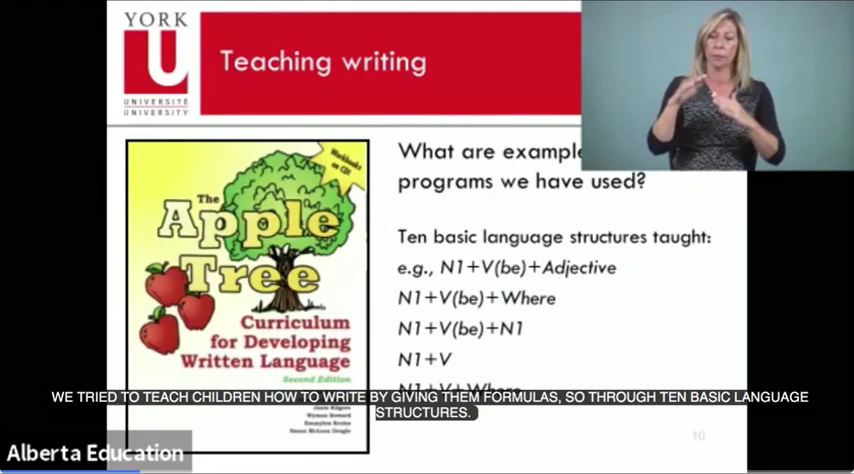 YORK
U
UNIVERSITÉ
UNIVERSITY
Teaching writing
Workbooks
on CD!
The
Apple
Tree
Curriculum
for Developing
Written Language
Second Edition
What are example
programs we have used?
Ten basic language structures taught:
e.g., N1+V(be)+Adjective
N1+V(be)+Where
N1+V(be)+N1
N1+V
N1+V+Where
WE TRIED TO TEACH CHILDREN HOW TO WRITE BY GIVING THEM FORMULAS, SO THROUGH TEN BASIC LANGUAGE
STRUCTURES.
10
Alberta Education